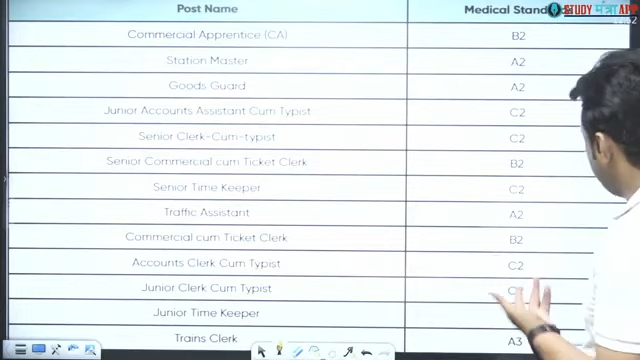 Post Name Medical Stand
STUDY APP
Commercial Apprentice (CA) B2
Station Master A2
Goods Guard A2
Junior Accounts Assistant Cum Typist C2
Senior Clerk-Cum-typist C2
Senior Commercial cum Ticket Clerk B2
Senior Time Keeper C2
Traffic Assistant A2
Commercial cum Ticket Clerk B2
Accounts Clerk Cum Typist C2
Junior Clerk Cum Typist
Junior Time Keeper
Trains Clerk A3